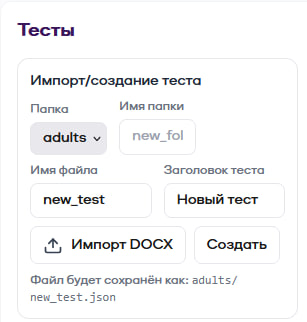 Тесты
Импорт/создание теста
Папка
Имя папки
adults
new_fol
Имя файла
Заголовок теста
new_test
Новый тест
Импорт DOCX
Создать
Файл будет сохранён как: adults/
new_test.json